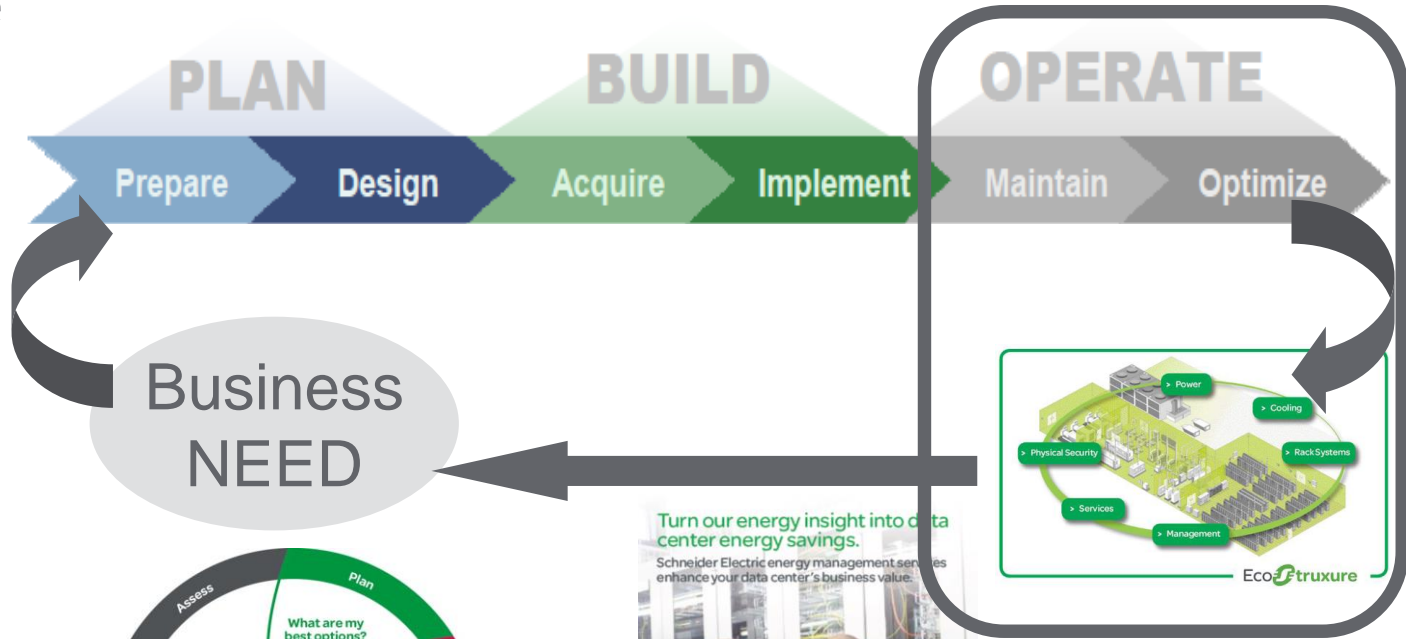 PLAN
BUILD
OPERATE
Prepare
Design
Acquire
Implement
Maintain
Optimize
Business
NEED
> Power
> Cooling
> Physical Security
> Rack Systems
> Services
> Management
EcoStruxure
Turn our energy insight into data
center energy savings.
Schneider Electric energy management services
enhance your data center's business value.
Assess
Plan
What are my
best options?